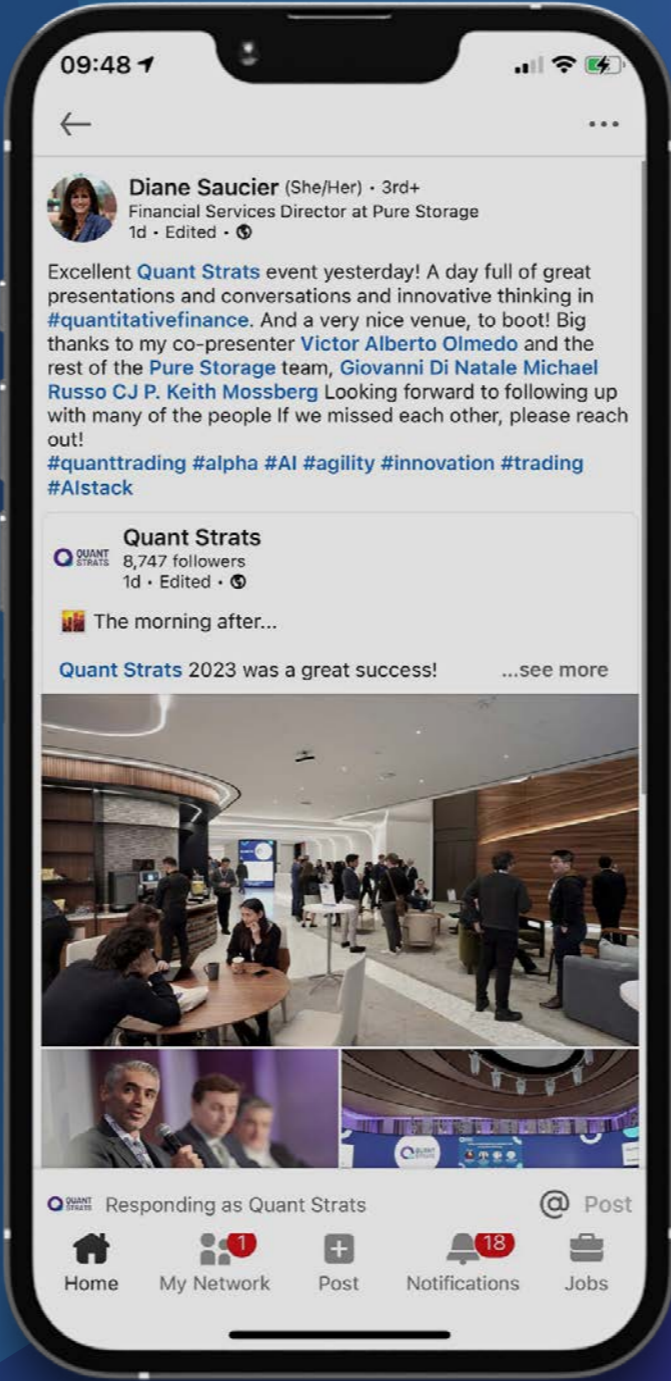 09:48
Diane Saucier (She/Her) • 3rd+
Financial Services Director at Pure Storage
1d • Edited •
Excellent Quant Strats event yesterday! A day full of great
presentations and conversations and innovative thinking in
#quantitativefinance. And a very nice venue, to boot! Big
thanks to my co-presenter Victor Alberto Olmedo and the
rest of the Pure Storage team, Giovanni Di Natale Michael
Russo CJ P. Keith Mossberg Looking forward to following up
with many of the people If we missed each other, please reach
out!
#quanttrading #alpha #AI #agility #innovation #trading
#AIstack
QUANT
STRATS
Quant Strats
8,747 followers
1d • Edited •
The morning after...
Quant Strats 2023 was a great success! ...see more
QUANT
STRATS
QUANT
STRATS
Responding as Quant Strats @ Post
1
18
Home My Network Post Notifications Jobs